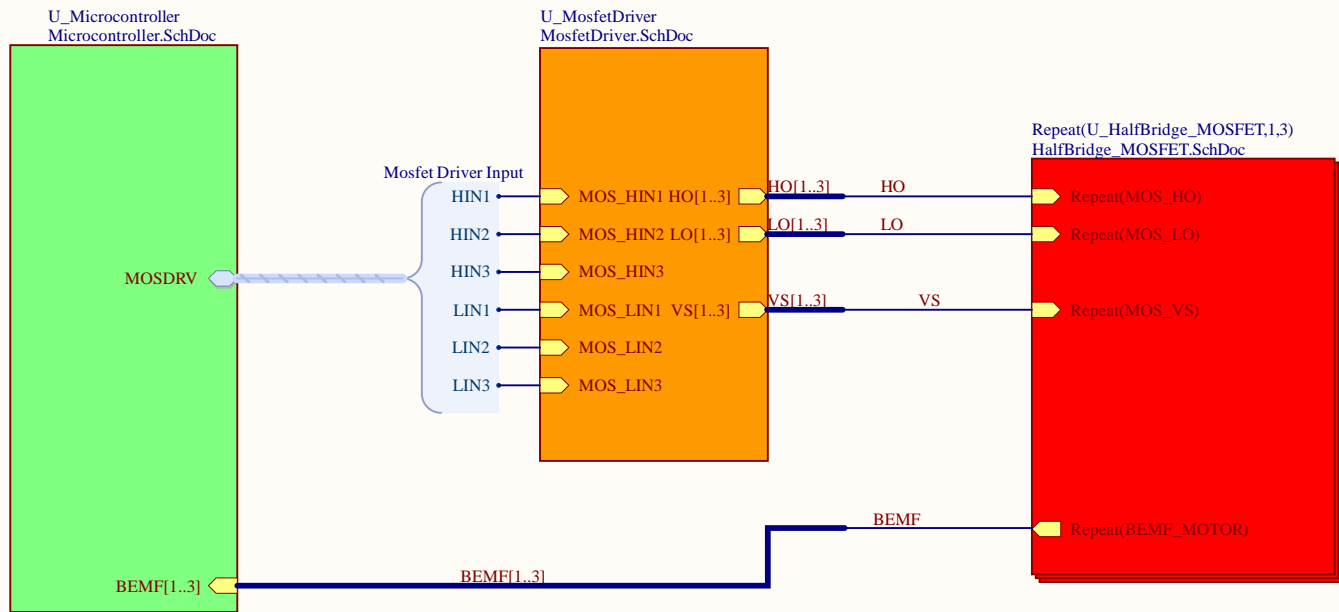 U_Microcontroller
Microcontroller.SchDoc
U_MosfetDriver
MosfetDriver.SchDoc
Repeat(U_HalfBridge_MOSFET,1,3)
HalfBridge_MOSFET.SchDoc
Mosfet Driver Input
HIN1
MOS_HIN1 HO[1..3]
HO[1..3]
HO
Repeat(MOS_HO)
HIN2
MOS_HIN2 LO[1..3]
LO[1..3]
LO
Repeat(MOS_LO)
MOSDRV
HIN3
MOS_HIN3
LIN1
MOS_LIN1 VS[1..3]
VS[1..3]
VS
Repeat(MOS_VS)
LIN2
MOS_LIN2
LIN3
MOS_LIN3
BEMF
Repeat(BEMF_MOTOR)
BEMF[1..3]
BEMF[1..3]